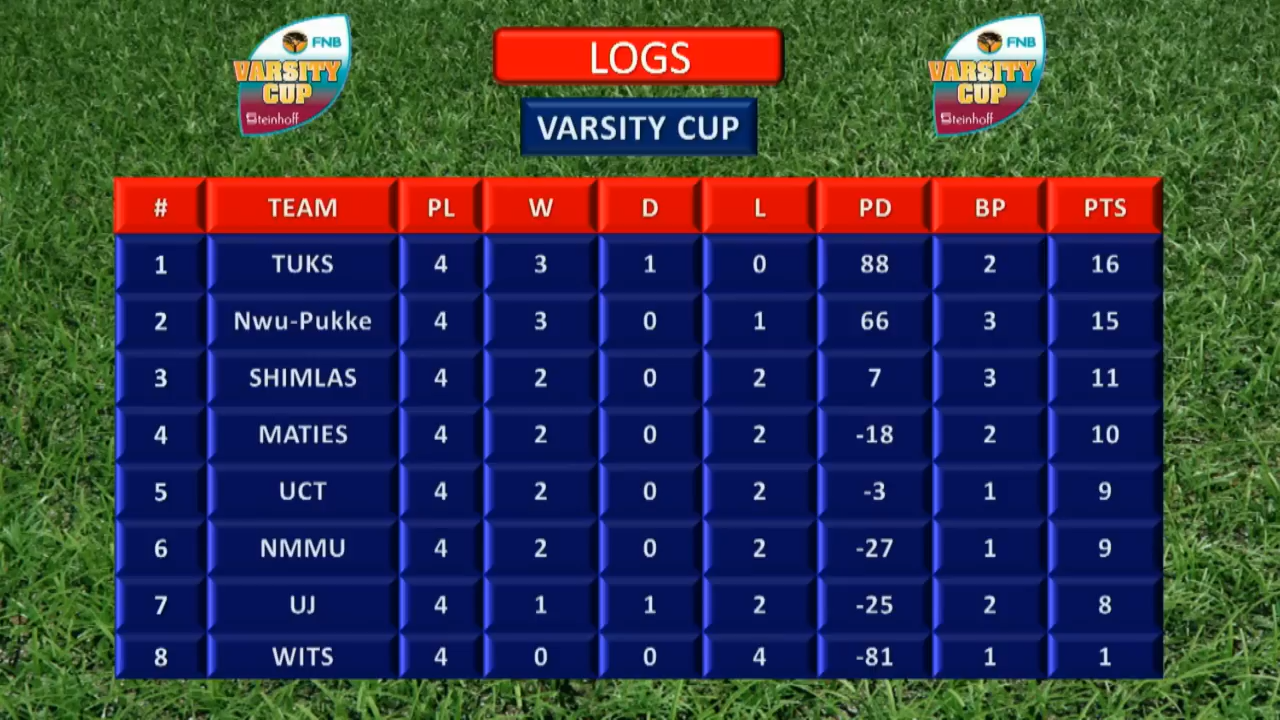 FNB
VARSITY
CUP
Steinhoff
LOGS
VARSITY CUP
FNB
VARSITY
CUP
Steinhoff
# TEAM PL W D L PD BP PTS
1 TUKS 4 3 1 0 88 2 16
2 Nwu-Pukke 4 3 0 1 66 3 15
3 SHIMLAS 4 2 0 2 7 3 11
4 MATIES 4 2 0 2 -18 2 10
5 UCT 4 2 0 2 -3 1 9
6 NMMU 4 2 0 2 -27 1 9
7 UJ 4 1 1 2 -25 2 8
8 WITS 4 0 0 4 -81 1 1